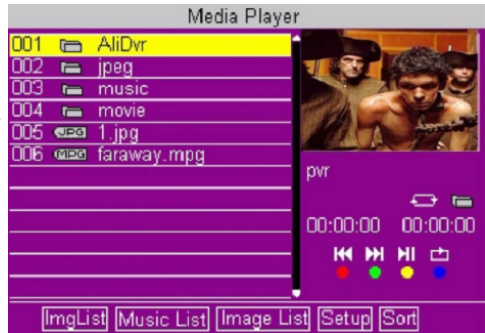 Media Player
001 AliDvr
002 jpeg
003 music
004 movie
005 JPG 1.jpg
006 MPG faraway.mpg
pvr
00:00:00 00:00:00
ImgList Music List Image List Setup Sort